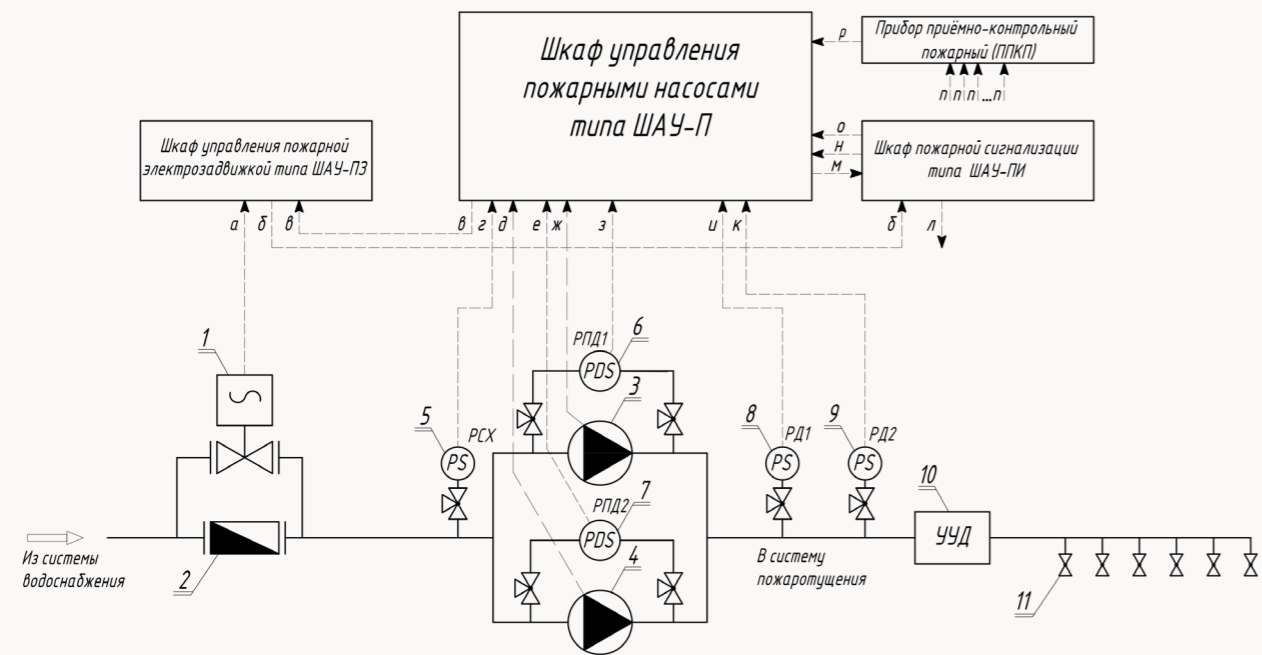 Шкаф управления
пожарными насосами
типа ШАУ-П
р
Прибор приёмно-контрольный
пожарный (ППКП)
п п п ...п
Шкаф управления пожарной
электрозадвижкой типа ШАУ-ПЗ
о
н
м
Шкаф пожарной сигнализации
типа ШАУ-ПИ
а б в
в г д е ж з и к
б л
1
S
РПД1
6
PDS
3
5
РСХ
PS
8
РД1
PS
9
РД2
PS
РПД2
7
PDS
4
10
УУД
Из системы
водоснабжения
2
В систему
пожаротущения
11